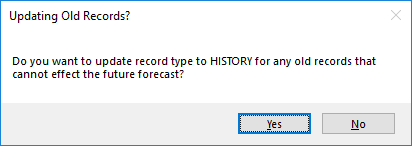 Updating Old Records?
Do you want to update record type to HISTORY for any old records that
cannot effect the future forecast?
Yes
No